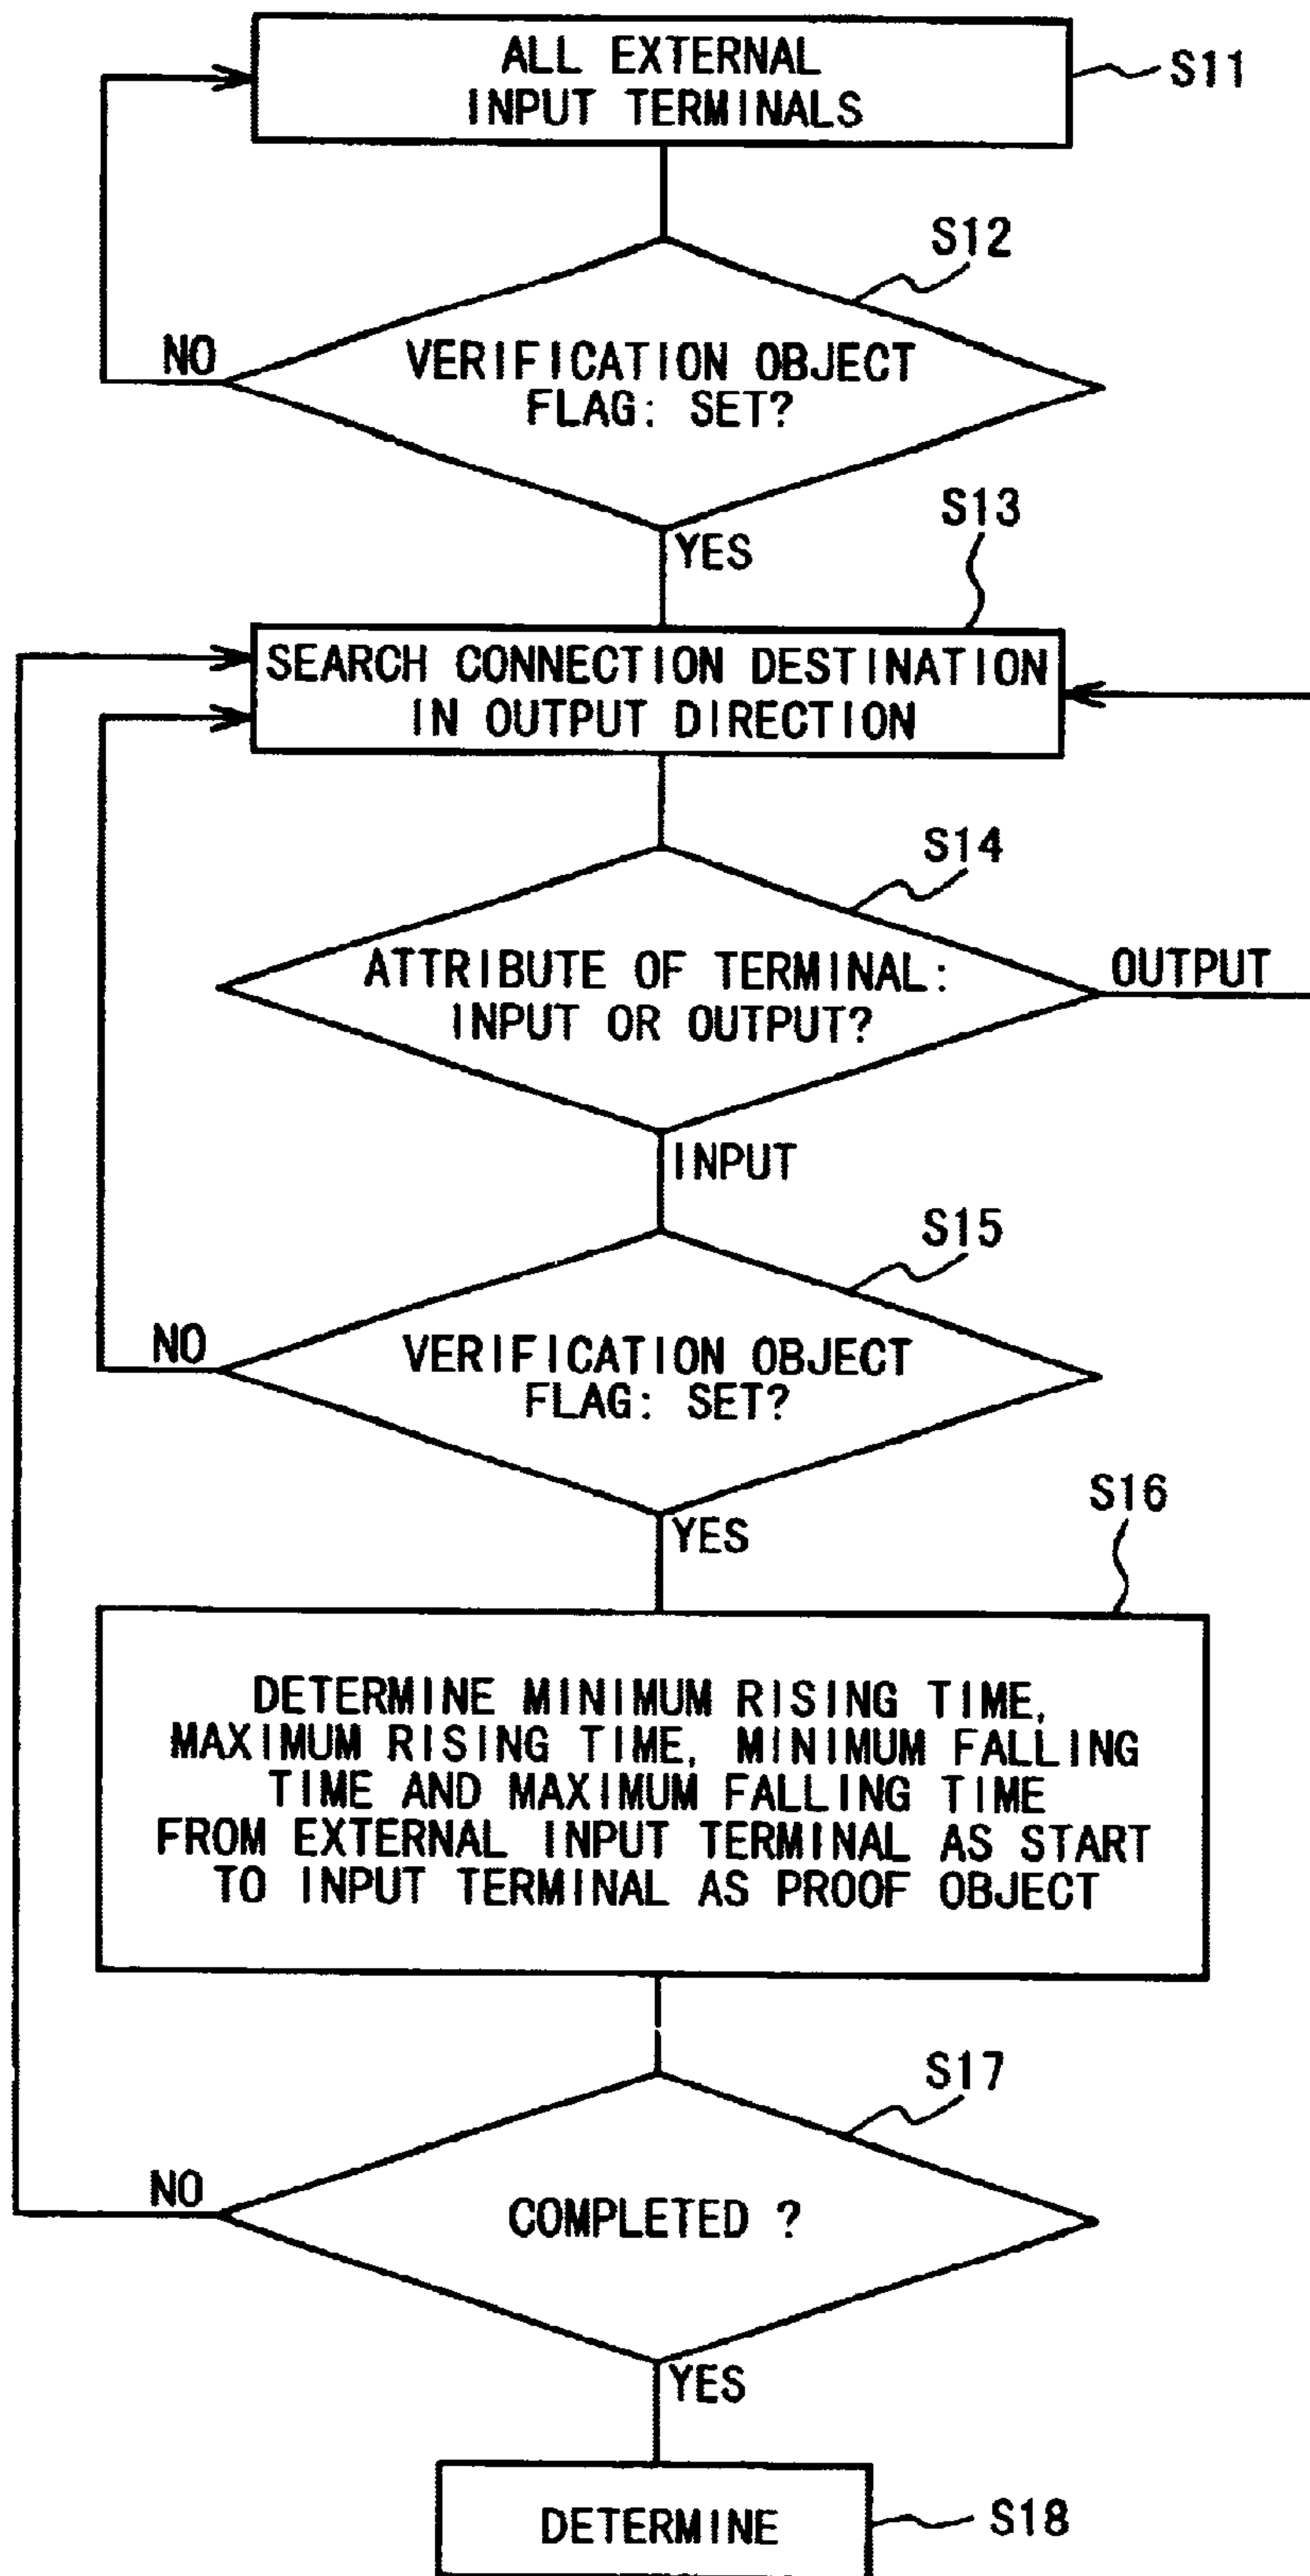 ALL EXTERNAL
INPUT TERMINALS
S11
S12
NO
VERIFICATION OBJECT
FLAG: SET?
YES
S13
SEARCH CONNECTION DESTINATION
IN OUTPUT DIRECTION
S14
ATTRIBUTE OF TERMINAL:
INPUT OR OUTPUT?
OUTPUT
INPUT
S15
NO
VERIFICATION OBJECT
FLAG: SET?
YES
S16
DETERMINE MINIMUM RISING TIME,
MAXIMUM RISING TIME, MINIMUM FALLING
TIME AND MAXIMUM FALLING TIME
FROM EXTERNAL INPUT TERMINAL AS START
TO INPUT TERMINAL AS PROOF OBJECT
S17
NO
COMPLETED ?
YES
DETERMINE
S18